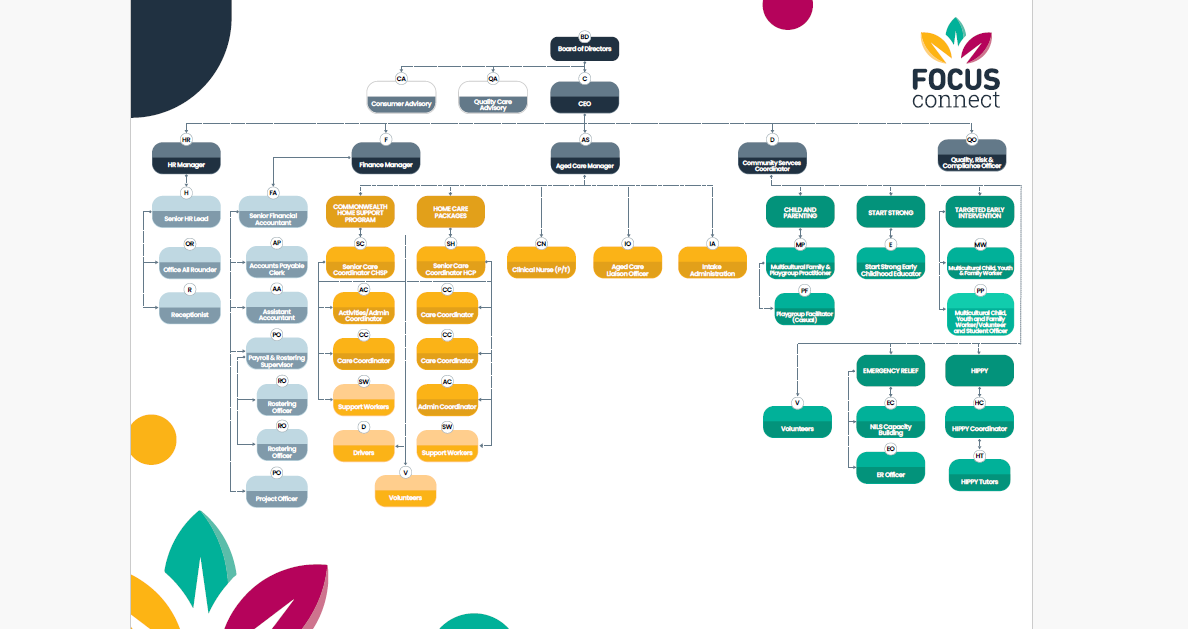 BD
Board of Directors
FOCUS
connect
CA
Consumer Advisory
QA
Quality Care
Advisory
C
CEO
HR
HR Manager
F
Finance Manager
AS
Aged Care Manager
D
Community Servces
Coordinator
QO
Quality, Risk &
Compliance Officer
H
Senior HR Lead
OR
Office All Rounder
R
Receptionist
FA
Senior Financial
Accountant
AP
Accounts Payable
Clerk
AA
Assistant
Accountant
PO
Payroll & Rostering
Supervisor
RO
Rostering
Officer
RO
Rostering
Officer
PO
Project Officer
COMMONWEALTH
HOME SUPPORT
PROGRAM
SC
Senior Care
Coordinator CHSP
AC
Activities/Admin
Coordinator
CC
Care Coordinator
SW
Support Workers
D
Drivers
HOME CARE
PACKAGES
SH
Senior Care
Coordinator HCP
CC
Care Coordinator
CC
Care Coordinator
AC
Admin Coordinator
SW
Support Workers
V
Volunteers
CN
Clinical Nurse (P/T)
IO
Aged Care
Liaison Officer
IA
Intake
Administration
CHILD AND
PARENTING
MP
Multicultural Family &
Playgroup Practitioner
PF
Playgroup Facilitator
(Casual)
START STRONG
E
Start Strong Early
Childhood Educator
TARGETED EARLY
INTERVENTION
MW
Multicultural Child, Youth
& Family Worker
PP
Multicultural Child,
Youth and Family
Worker/Volunteer
and Student Officer
V
Volunteers
EMERGENCY RELIEF
EC
NILS Capacity
Building
EO
ER Officer
HIPPY
HC
HIPPY Coordinator
HT
HIPPY Tutors